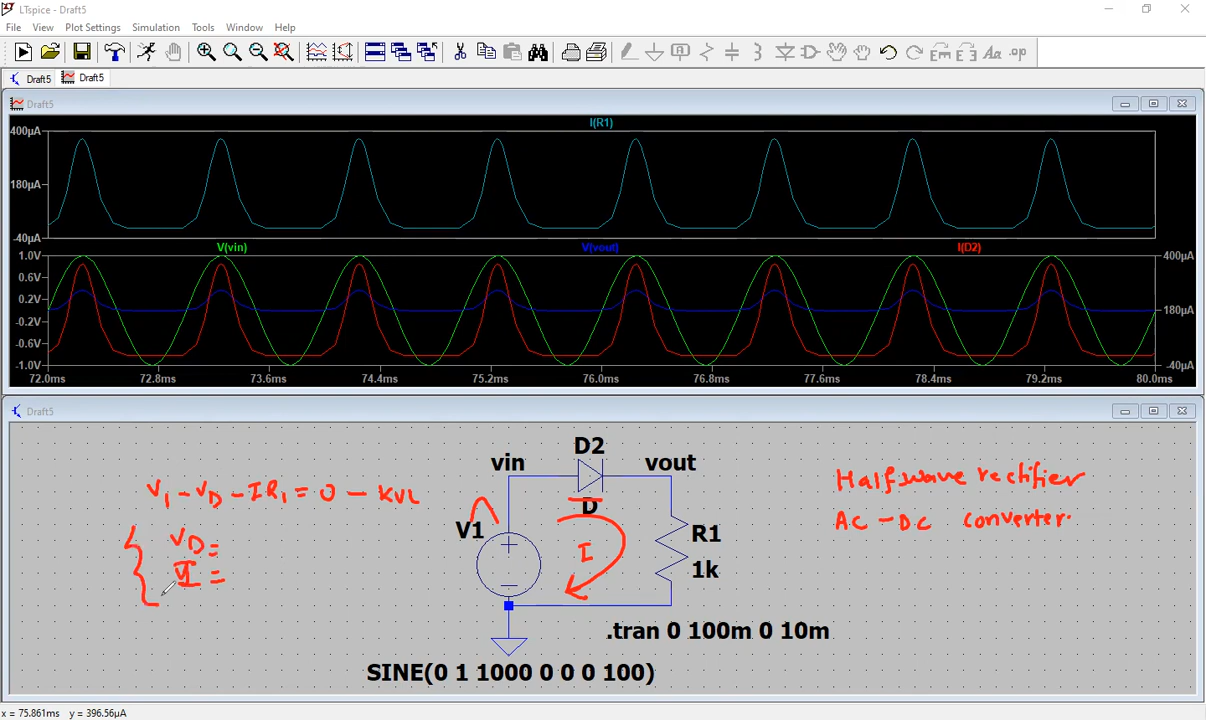 LTspice - Draft5
File View Plot Settings Simulation Tools Window Help
Draft5 Draft5
Draft5
I(R1)
400µA
180µA
-40µA
V(vin) V(vout) I(D2)
1.0V 400µA
0.6V
0.2V 180µA
-0.2V
-0.6V
-1.0V -40µA
72.0ms 72.8ms 73.6ms 74.4ms 75.2ms 76.0ms 76.8ms 77.6ms 78.4ms 79.2ms 80.0ms
Draft5
V1 - VD - IR1 = 0 - KVL
VD =
I =
D2
vin vout
D
V1
I
R1
1k
.tran 0 100m 0 10m
SINE(0 1 1000 0 0 0 100)
Halfwave rectifier
AC - DC converter.
x = 75.861ms y = 396.56µA